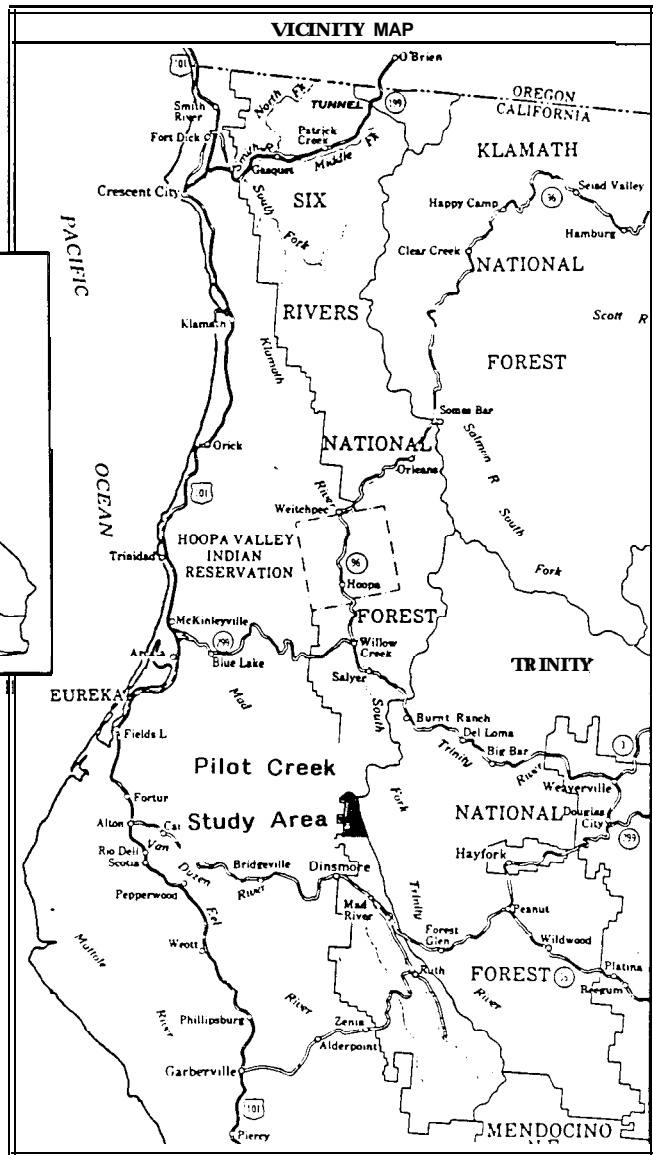 VICINITY MAP
101
O'Brien
OREGON
CALIFORNIA
Smith
River
North Fk
TUNNEL
199
Fort Dick
Patrick
Creek
Middle Fk
Smith R
Gasquet
KLAMATH
Crescent City
South
Fork
SIX
Seiad Valley
Happy Camp
96
Hamburg
PACIFIC
Clear Creek
NATIONAL
RIVERS
Scott R
Klamath
Klamath
FOREST
Somes Bar
NATIONAL
Orick
Orleans
Salmon R
OCEAN
101
River
Weitchpec
South
Fork
HOOPA VALLEY
INDIAN
RESERVATION
Trinidad
96
Hoopa
McKinleyville
FOREST
299
Willow
Creek
Blue Lake
TRINITY
Salyer
EUREKA
Mad
South
Burnt Ranch
Del Loma
Fields L
Trinity
Big Bar
River
3
Pilot Creek
Weaverville
Fortur
Fork
Study Area
NATIONAL
Douglas
City
299
Alton
Car
Van
Rio Dell
Scotia
Duzen
Bridgeville
River
Dinsmore
Hayfork
Pepperwood
Mad
River
Trinity
Peanut
Eel
Forest
Glen
Weott
Wildwood
Mattole
Ruth
FOREST
Platina
Beegum
River
River
River
Phillipsburg
Zenia
Alderpoint
Garberville
101
Piercy
MENDOCINO